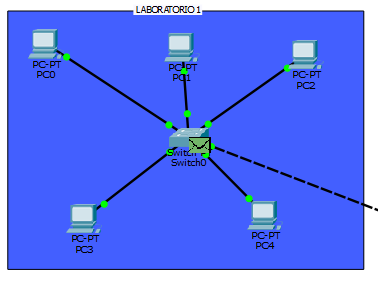 LABORATORIO 1
PC-PT
PC0
PC-PT
PC1
PC-PT
PC2
Switch0
PC-PT
PC3
PC-PT
PC4